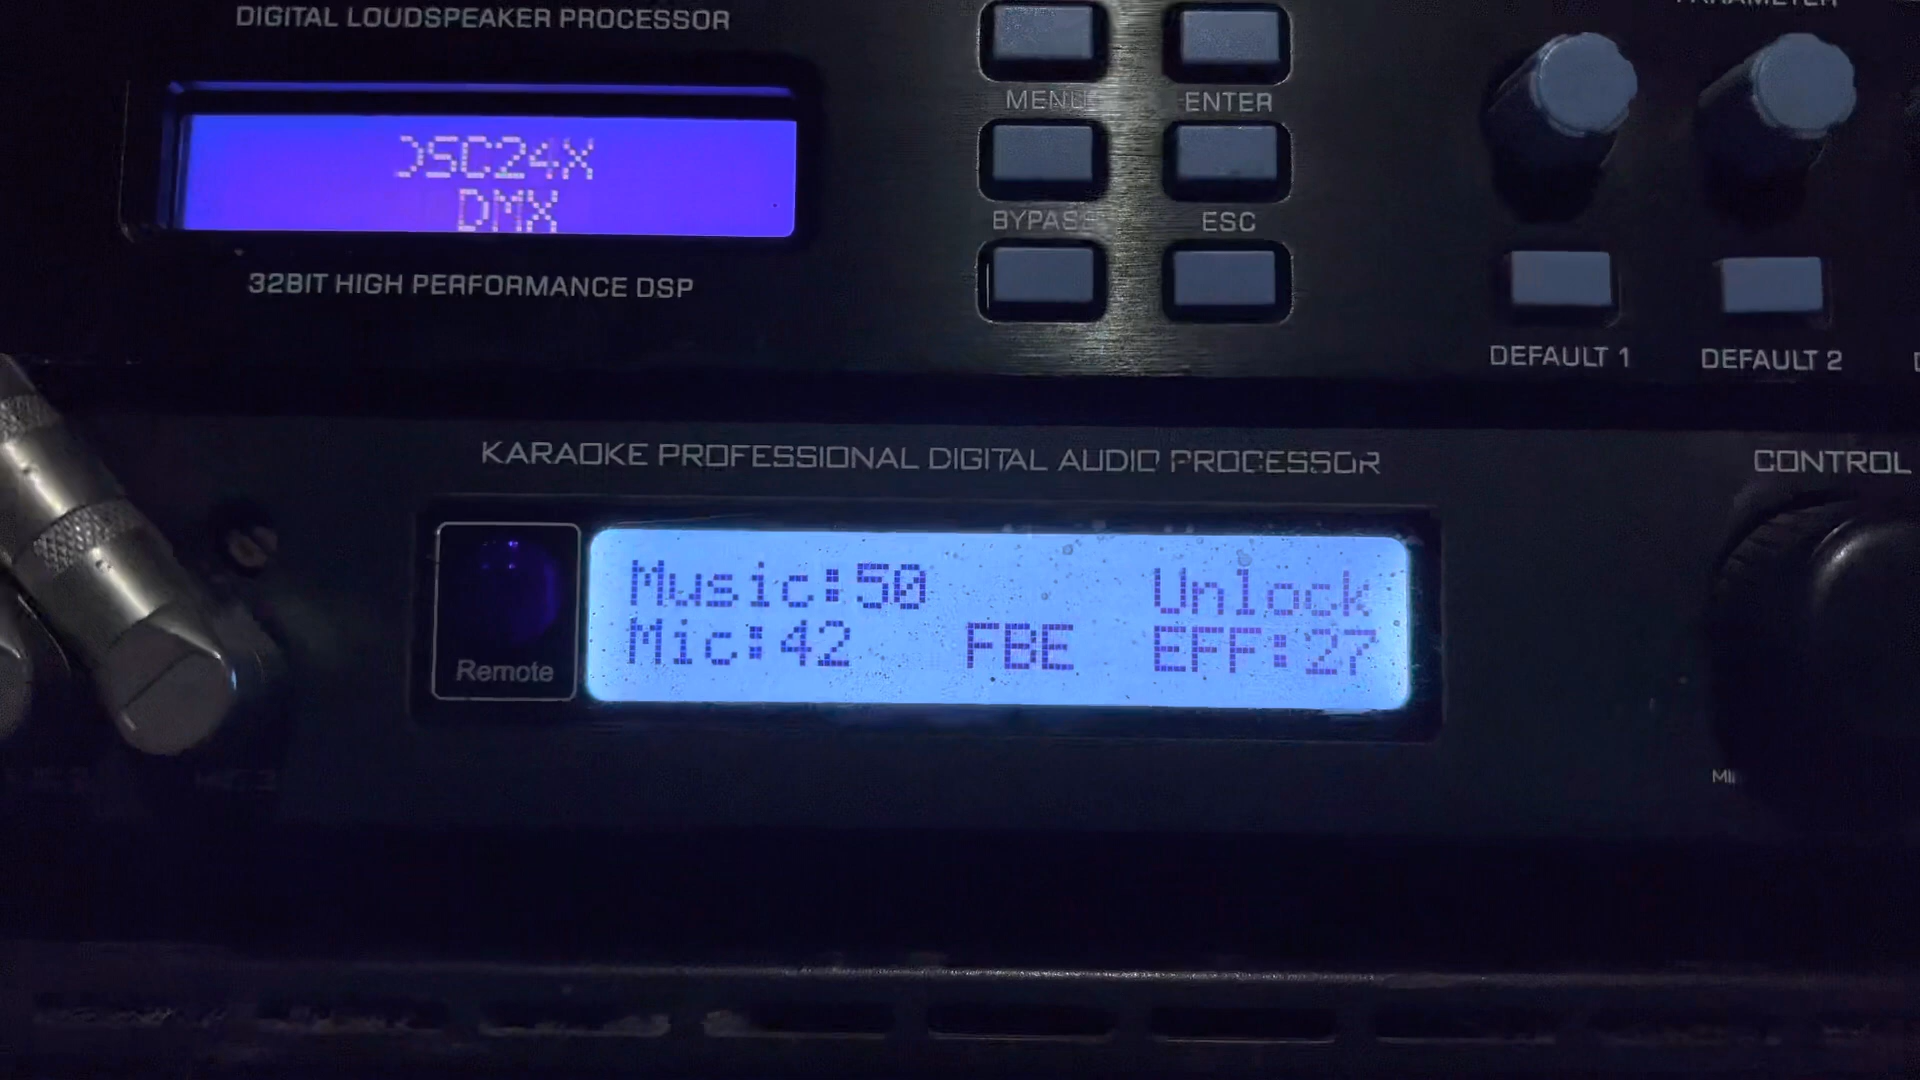 DIGITAL LOUDSPEAKER PROCESSOR
DSC24X
DMX
32BIT HIGH PERFORMANCE DSP
MENU
ENTER
BYPASS
ESC
DEFAULT 1
DEFAULT 2
KARAOKE PROFESSIONAL DIGITAL AUDIO PROCESSOR
CONTROL
Remote
Music:50 Unlock
Mic:42 FBE EFF:27